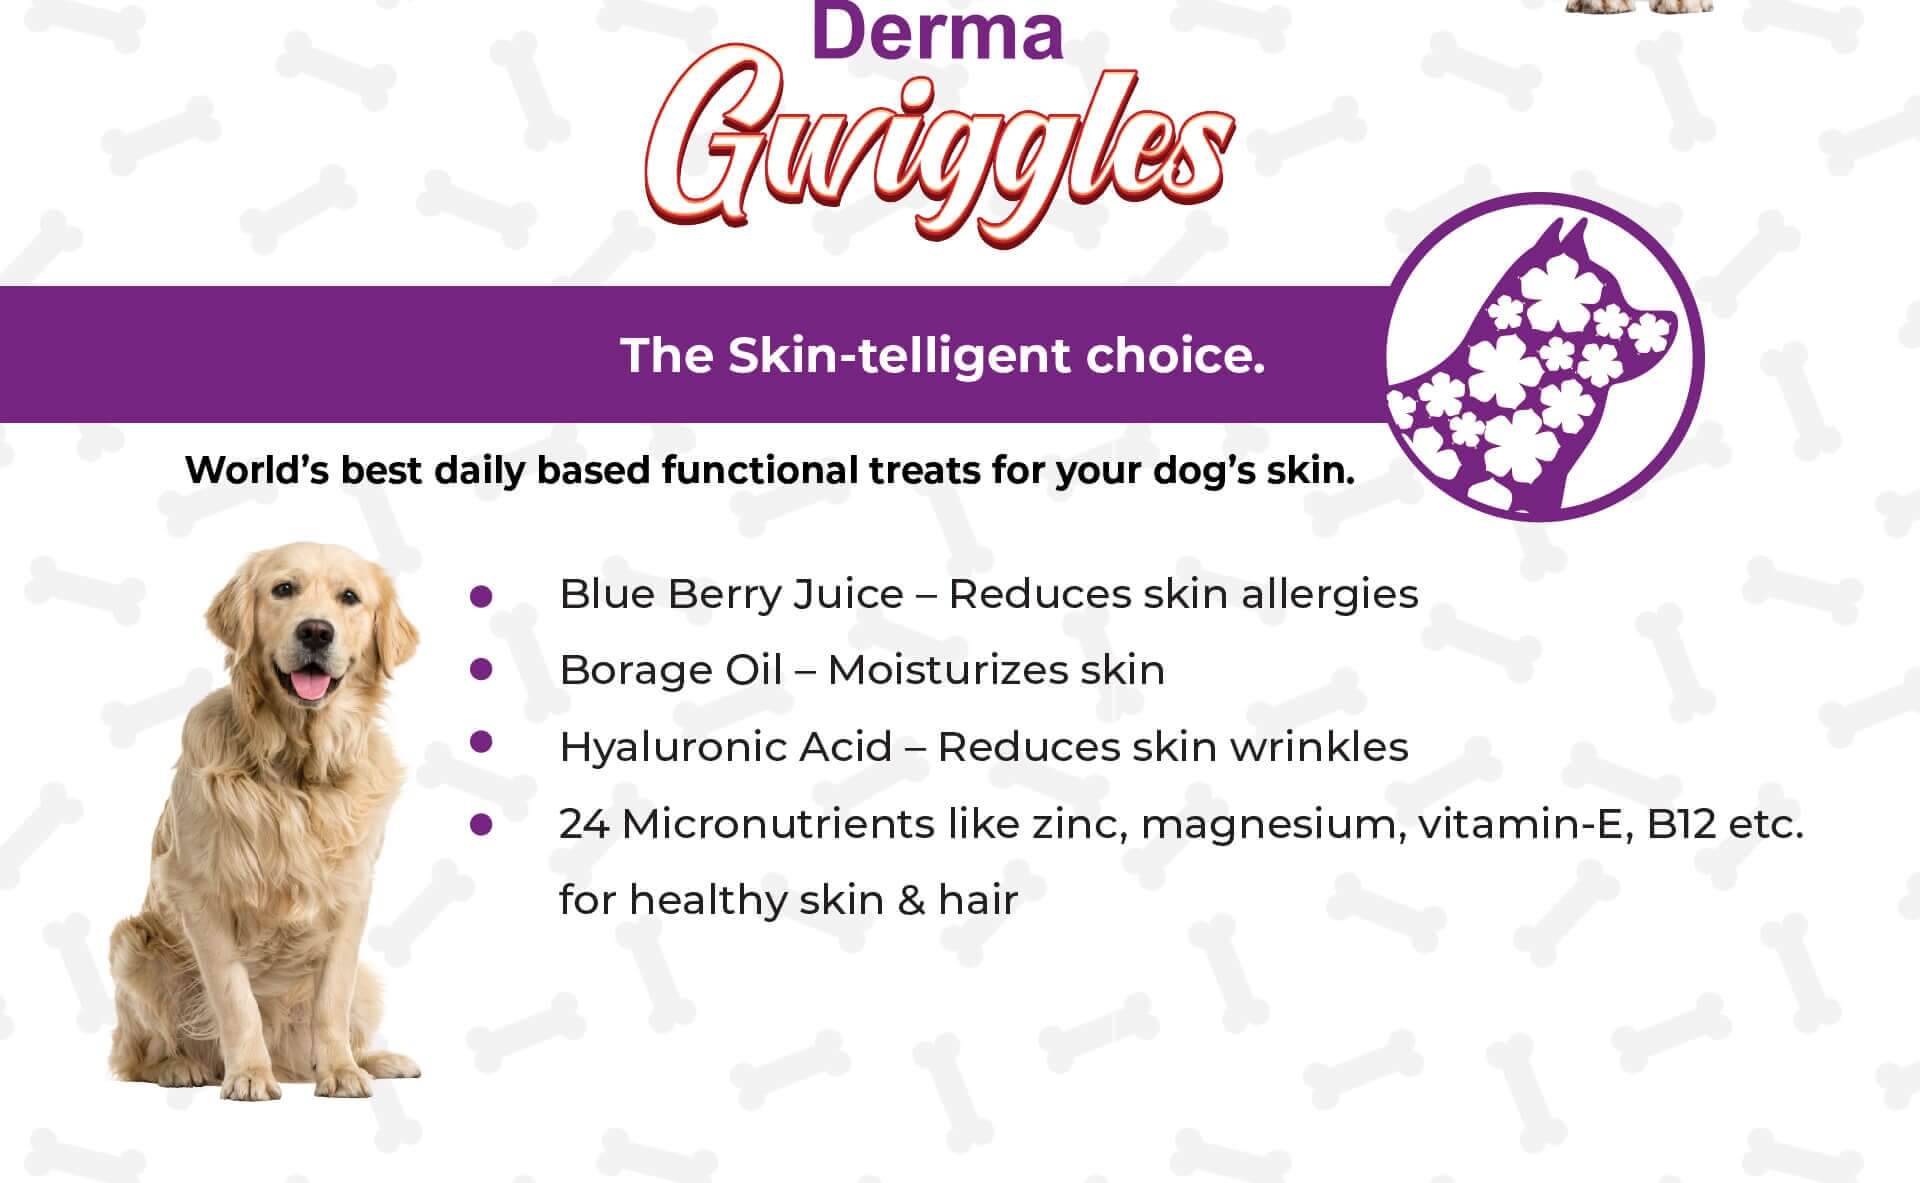 Derma
Gwiggles
The Skin-telligent choice.
World’s best daily based functional treats for your dog’s skin.
Blue Berry Juice – Reduces skin allergies
Borage Oil – Moisturizes skin
Hyaluronic Acid – Reduces skin wrinkles
24 Micronutrients like zinc, magnesium, vitamin-E, B12 etc.
for healthy skin & hair